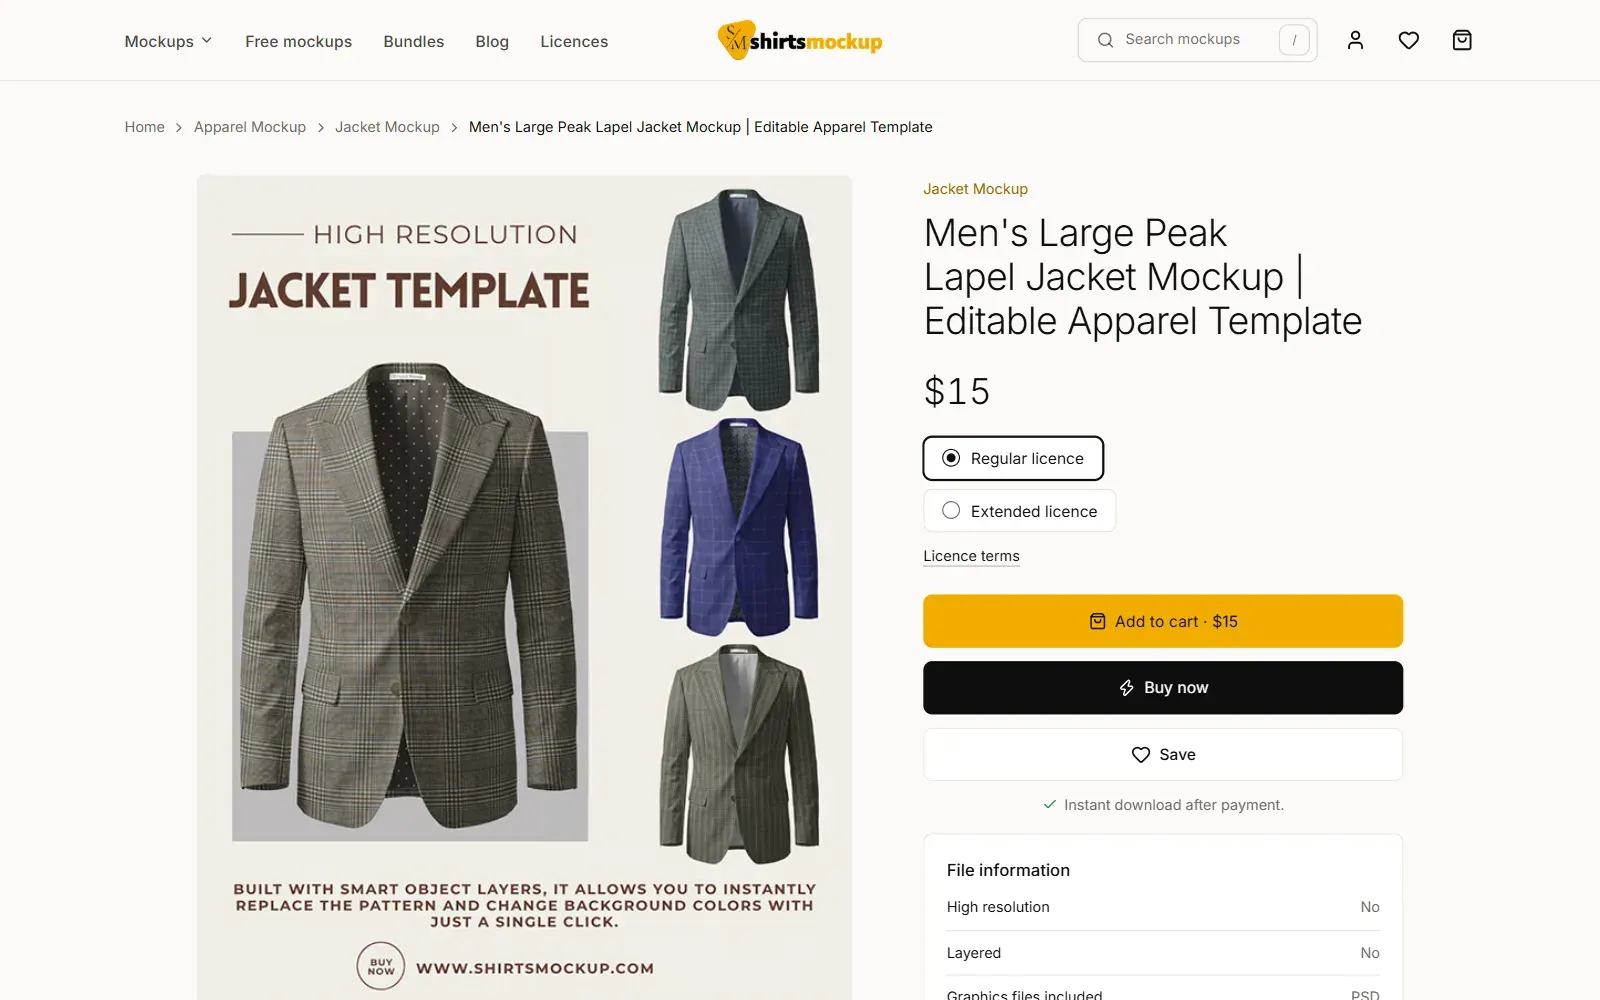 Mockups
Free mockups
Bundles
Blog
Licences
SM shirtsmockup
Search mockups
/
Home > Apparel Mockup > Jacket Mockup > Men's Large Peak Lapel Jacket Mockup | Editable Apparel Template
HIGH RESOLUTION
JACKET TEMPLATE
BUILT WITH SMART OBJECT LAYERS, IT ALLOWS YOU TO INSTANTLY
REPLACE THE PATTERN AND CHANGE BACKGROUND COLORS WITH
JUST A SINGLE CLICK.
BUY
NOW
WWW.SHIRTSMOCKUP.COM
Jacket Mockup
Men's Large Peak
Lapel Jacket Mockup |
Editable Apparel Template
$15
Regular licence
Extended licence
Licence terms
Add to cart · $15
Buy now
Save
Instant download after payment.
File information
High resolution No
Layered No
Graphics files included PSD